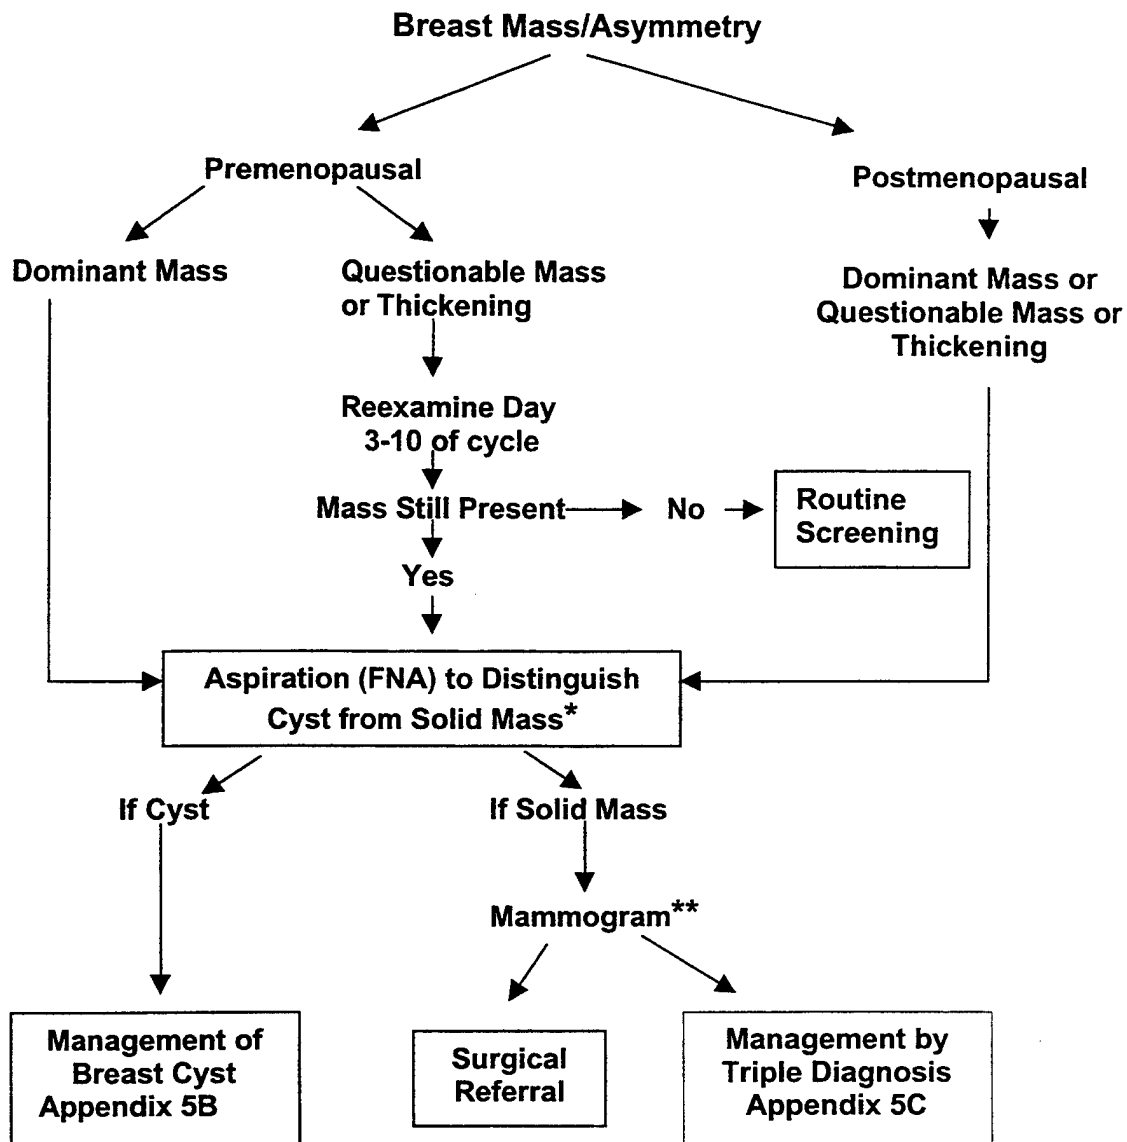 Breast Mass/Asymmetry
Premenopausal
Postmenopausal
Dominant Mass
Questionable Mass
or Thickening
Dominant Mass or
Questionable Mass or
Thickening
Reexamine Day
3-10 of cycle
Mass Still Present
No
Routine
Screening
Yes
Aspiration (FNA) to Distinguish
Cyst from Solid Mass*
If Cyst
If Solid Mass
Mammogram**
Management of
Breast Cyst
Appendix 5B
Surgical
Referral
Management by
Triple Diagnosis
Appendix 5C